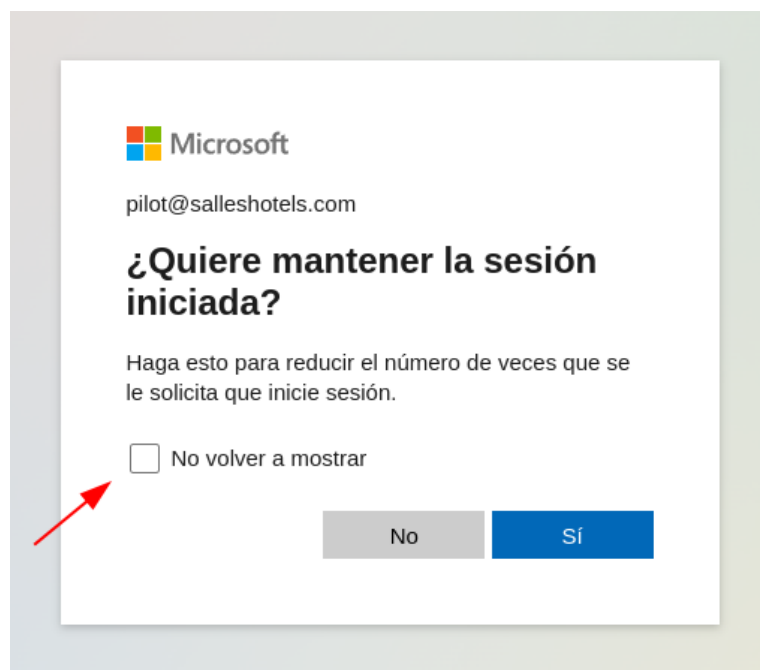 Microsoft
pilot@salleshotels.com
¿Quiere mantener la sesión
iniciada?
Haga esto para reducir el número de veces que se
le solicita que inicie sesión.
No volver a mostrar
No
Sí